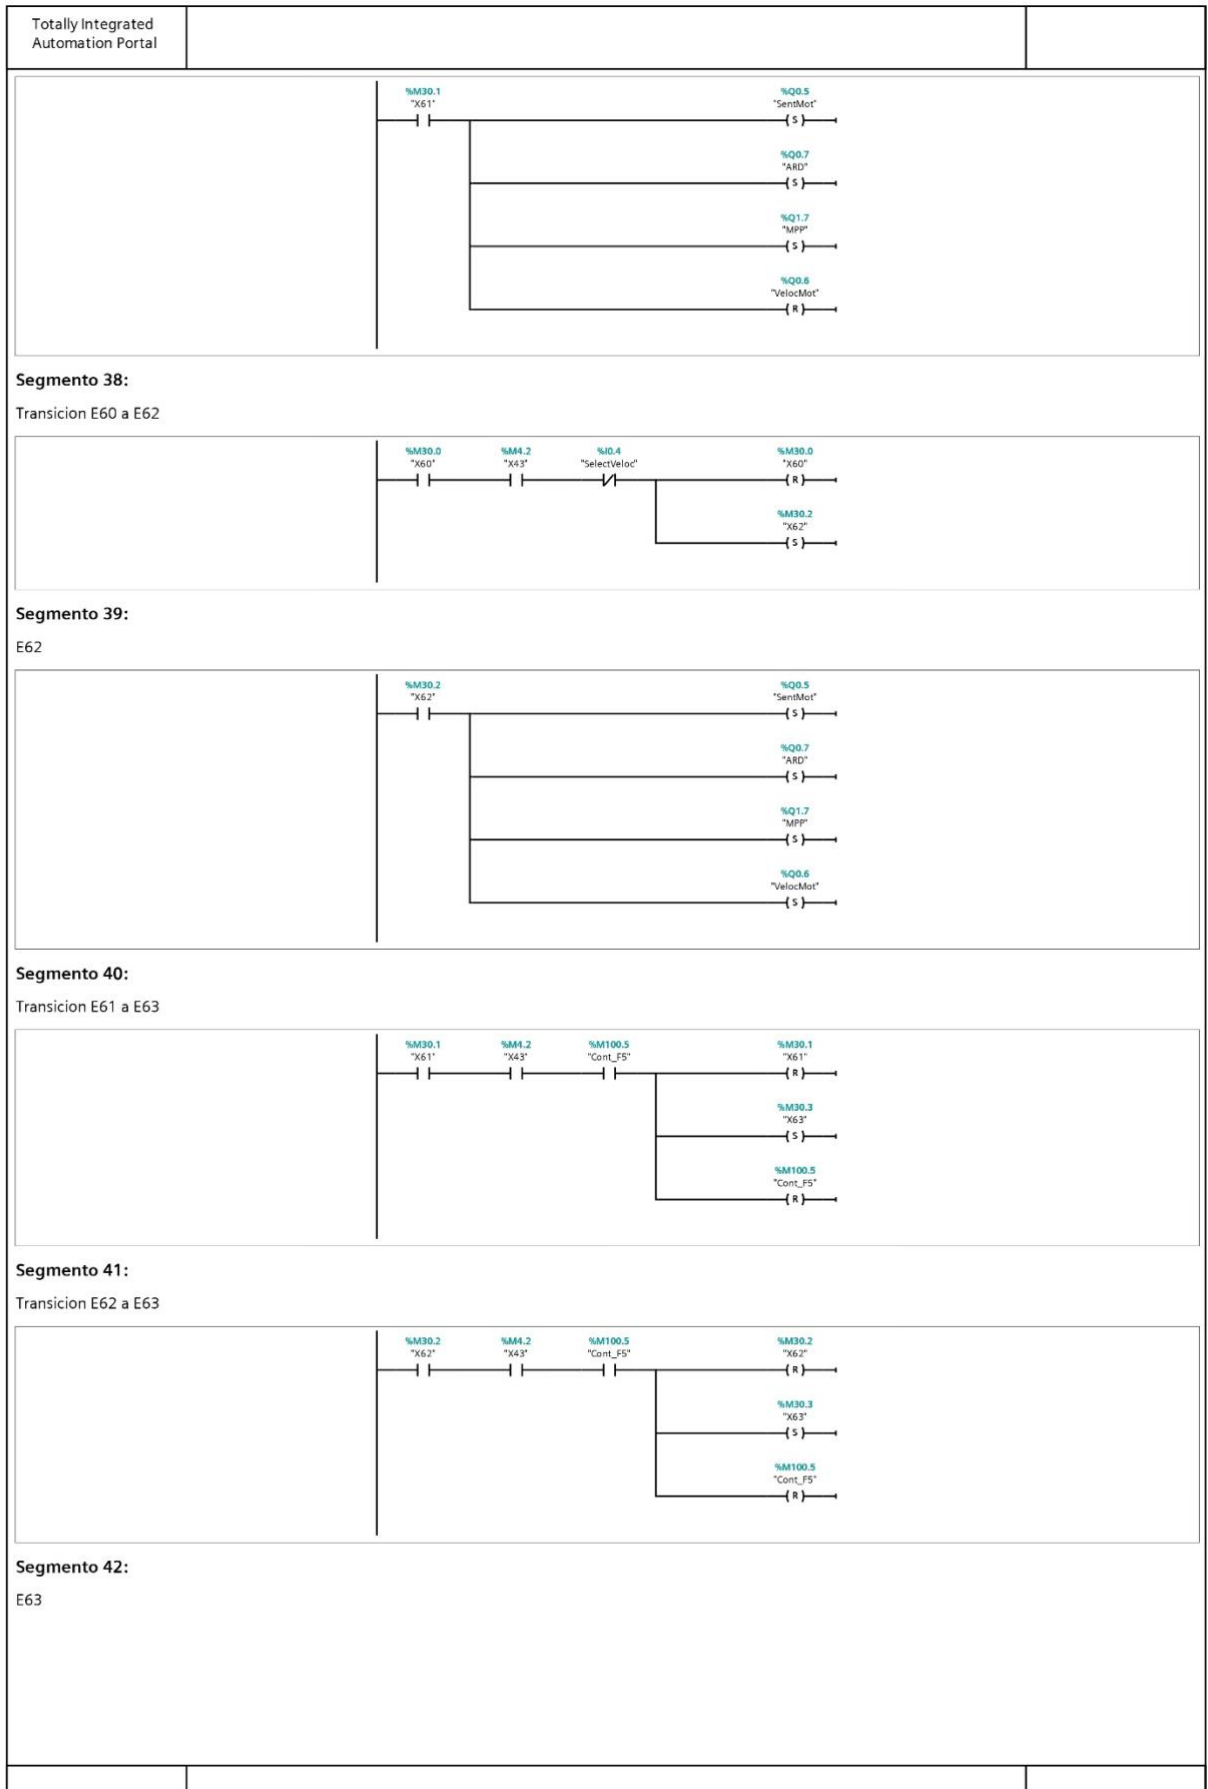 Totally Integrated
Automation Portal
%M30.1
"X61"
%Q0.5
"SentMot"
S
%Q0.7
"ARD"
S
%Q1.7
"MPP"
S
%Q0.6
"VelocMot"
R
Segmento 38:
Transicion E60 a E62
%M30.0 %M4.2 %I0.4 %M30.0
"X60" "X43" "SelectVeloc" "X60"
R
%M30.2
"X62"
S
Segmento 39:
E62
%M30.2 %Q0.5
"X62" "SentMot"
S
%Q0.7
"ARD"
S
%Q1.7
"MPP"
S
%Q0.6
"VelocMot"
S
Segmento 40:
Transicion E61 a E63
%M30.1 %M4.2 %M100.5 %M30.1
"X61" "X43" "Cont_F5" "X61"
R
%M30.3
"X63"
S
%M100.5
"Cont_F5"
R
Segmento 41:
Transicion E62 a E63
%M30.2 %M4.2 %M100.5 %M30.2
"X62" "X43" "Cont_F5" "X62"
R
%M30.3
"X63"
S
%M100.5
"Cont_F5"
R
Segmento 42:
E63